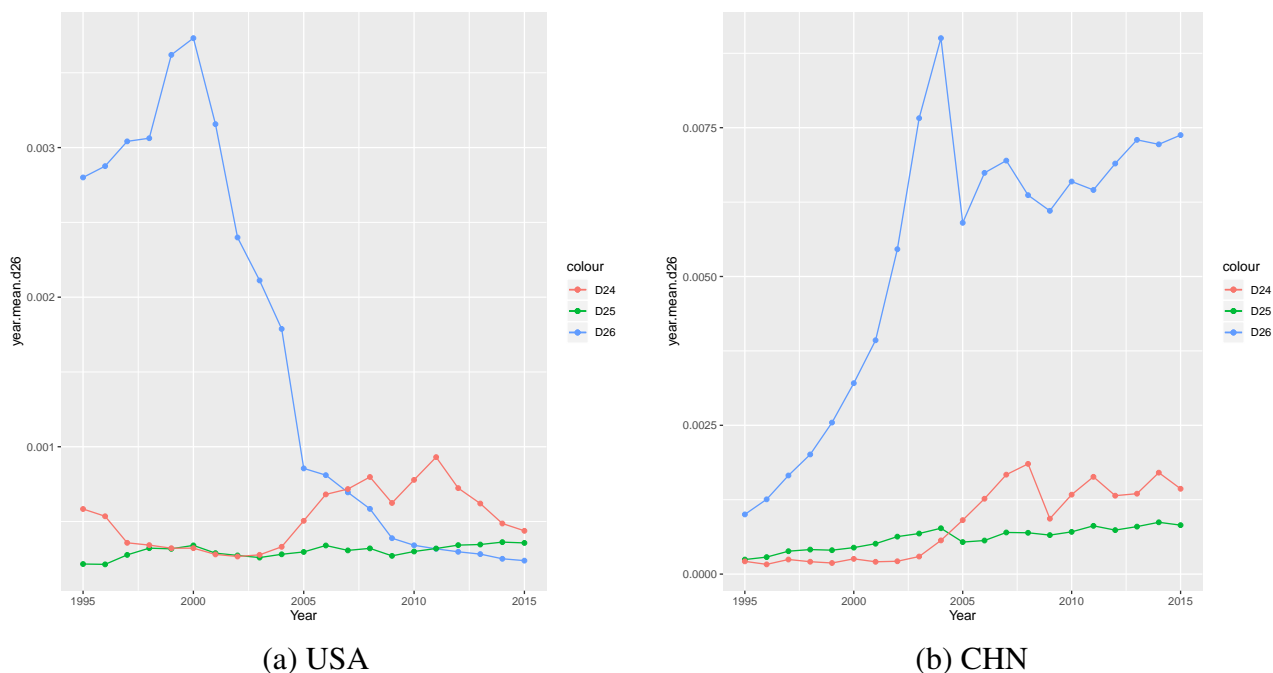 year.mean.d26
0.003
0.002
0.001
1995 2000 2005 2010 2015
Year
colour
D24
D25
D26
(a) USA
year.mean.d26
0.0075
0.0050
0.0025
0.0000
1995 2000 2005 2010 2015
Year
colour
D24
D25
D26
(b) CHN